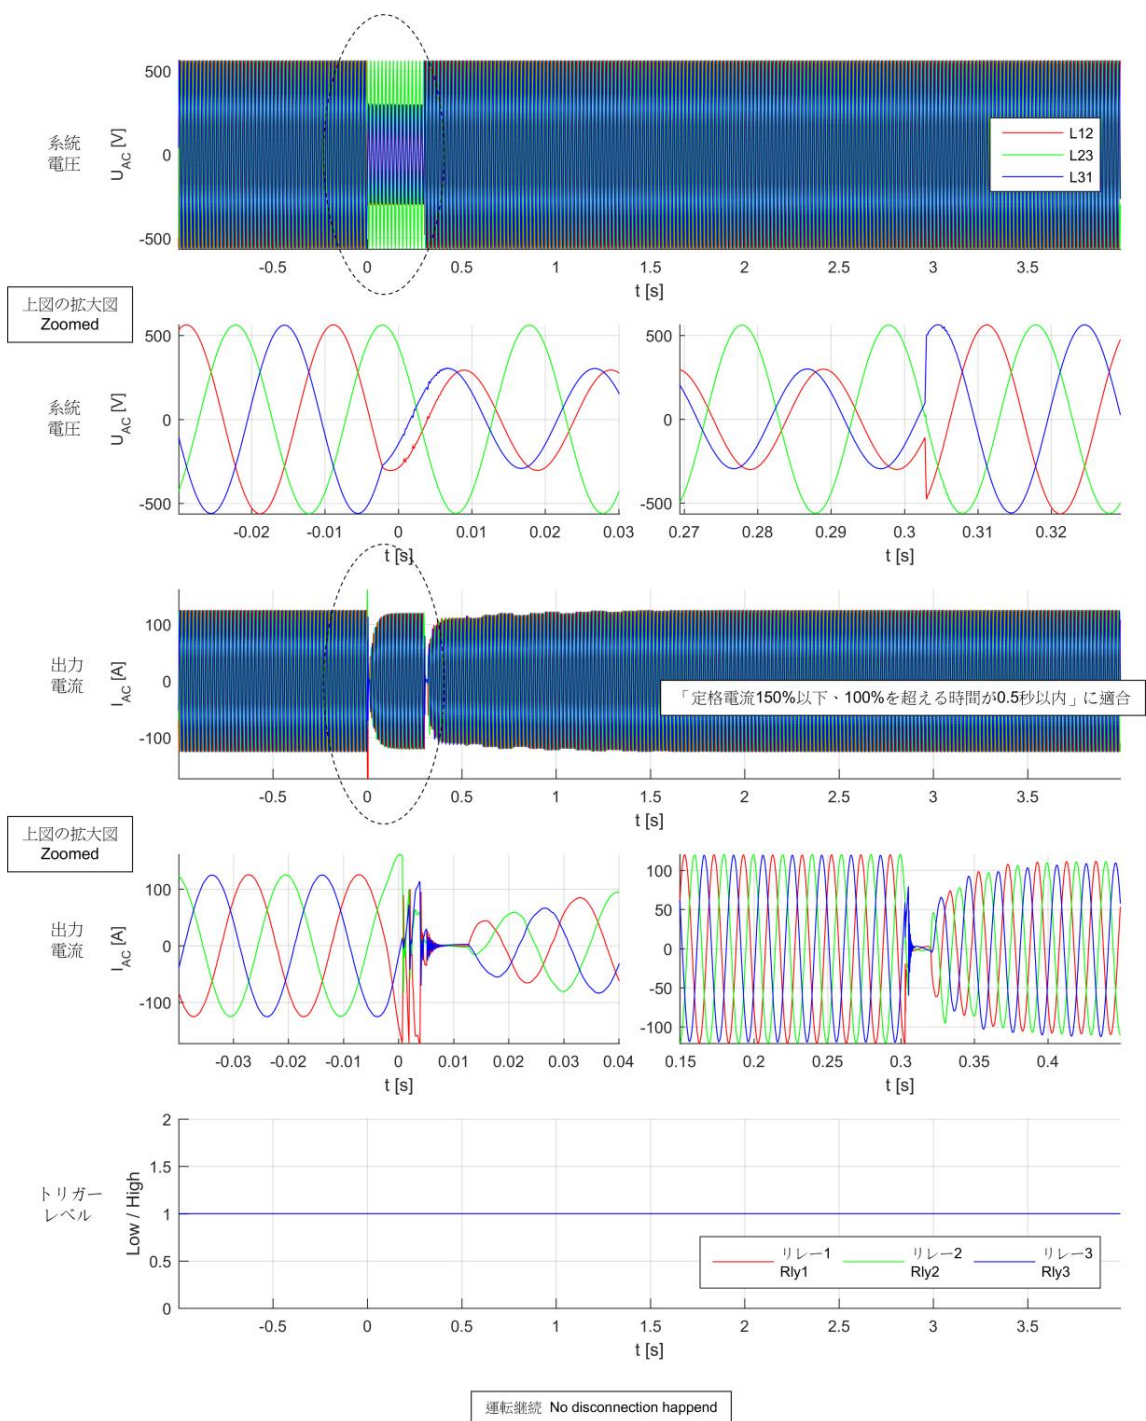 500
0
-500
系統
電圧
U_AC [V]
L12
L23
L31
-0.5
0
0.5
1
1.5
2
2.5
3
3.5
t [s]
上図の拡大図
Zoomed
系統
電圧
U_AC [V]
500
0
-500
-0.02
-0.01
0
0.01
0.02
0.03
t [s]
500
0
-500
0.27
0.28
0.29
0.3
0.31
0.32
t [s]
出力
電流
I_AC [A]
100
0
-100
「定格電流150%以下、100%を超える時間が0.5秒以内」に適合
-0.5
0
0.5
1
1.5
2
2.5
3
3.5
t [s]
上図の拡大図
Zoomed
出力
電流
I_AC [A]
100
0
-100
-0.03
-0.02
-0.01
0
0.01
0.02
0.03
0.04
t [s]
100
50
0
-50
-100
0.15
0.2
0.25
0.3
0.35
0.4
t [s]
トリガー
レベル
Low / High
2
1.5
1
0.5
0
リレー1
Rly1
リレー2
Rly2
リレー3
Rly3
-0.5
0
0.5
1
1.5
2
2.5
3
3.5
t [s]
運転継続 No disconnection happend